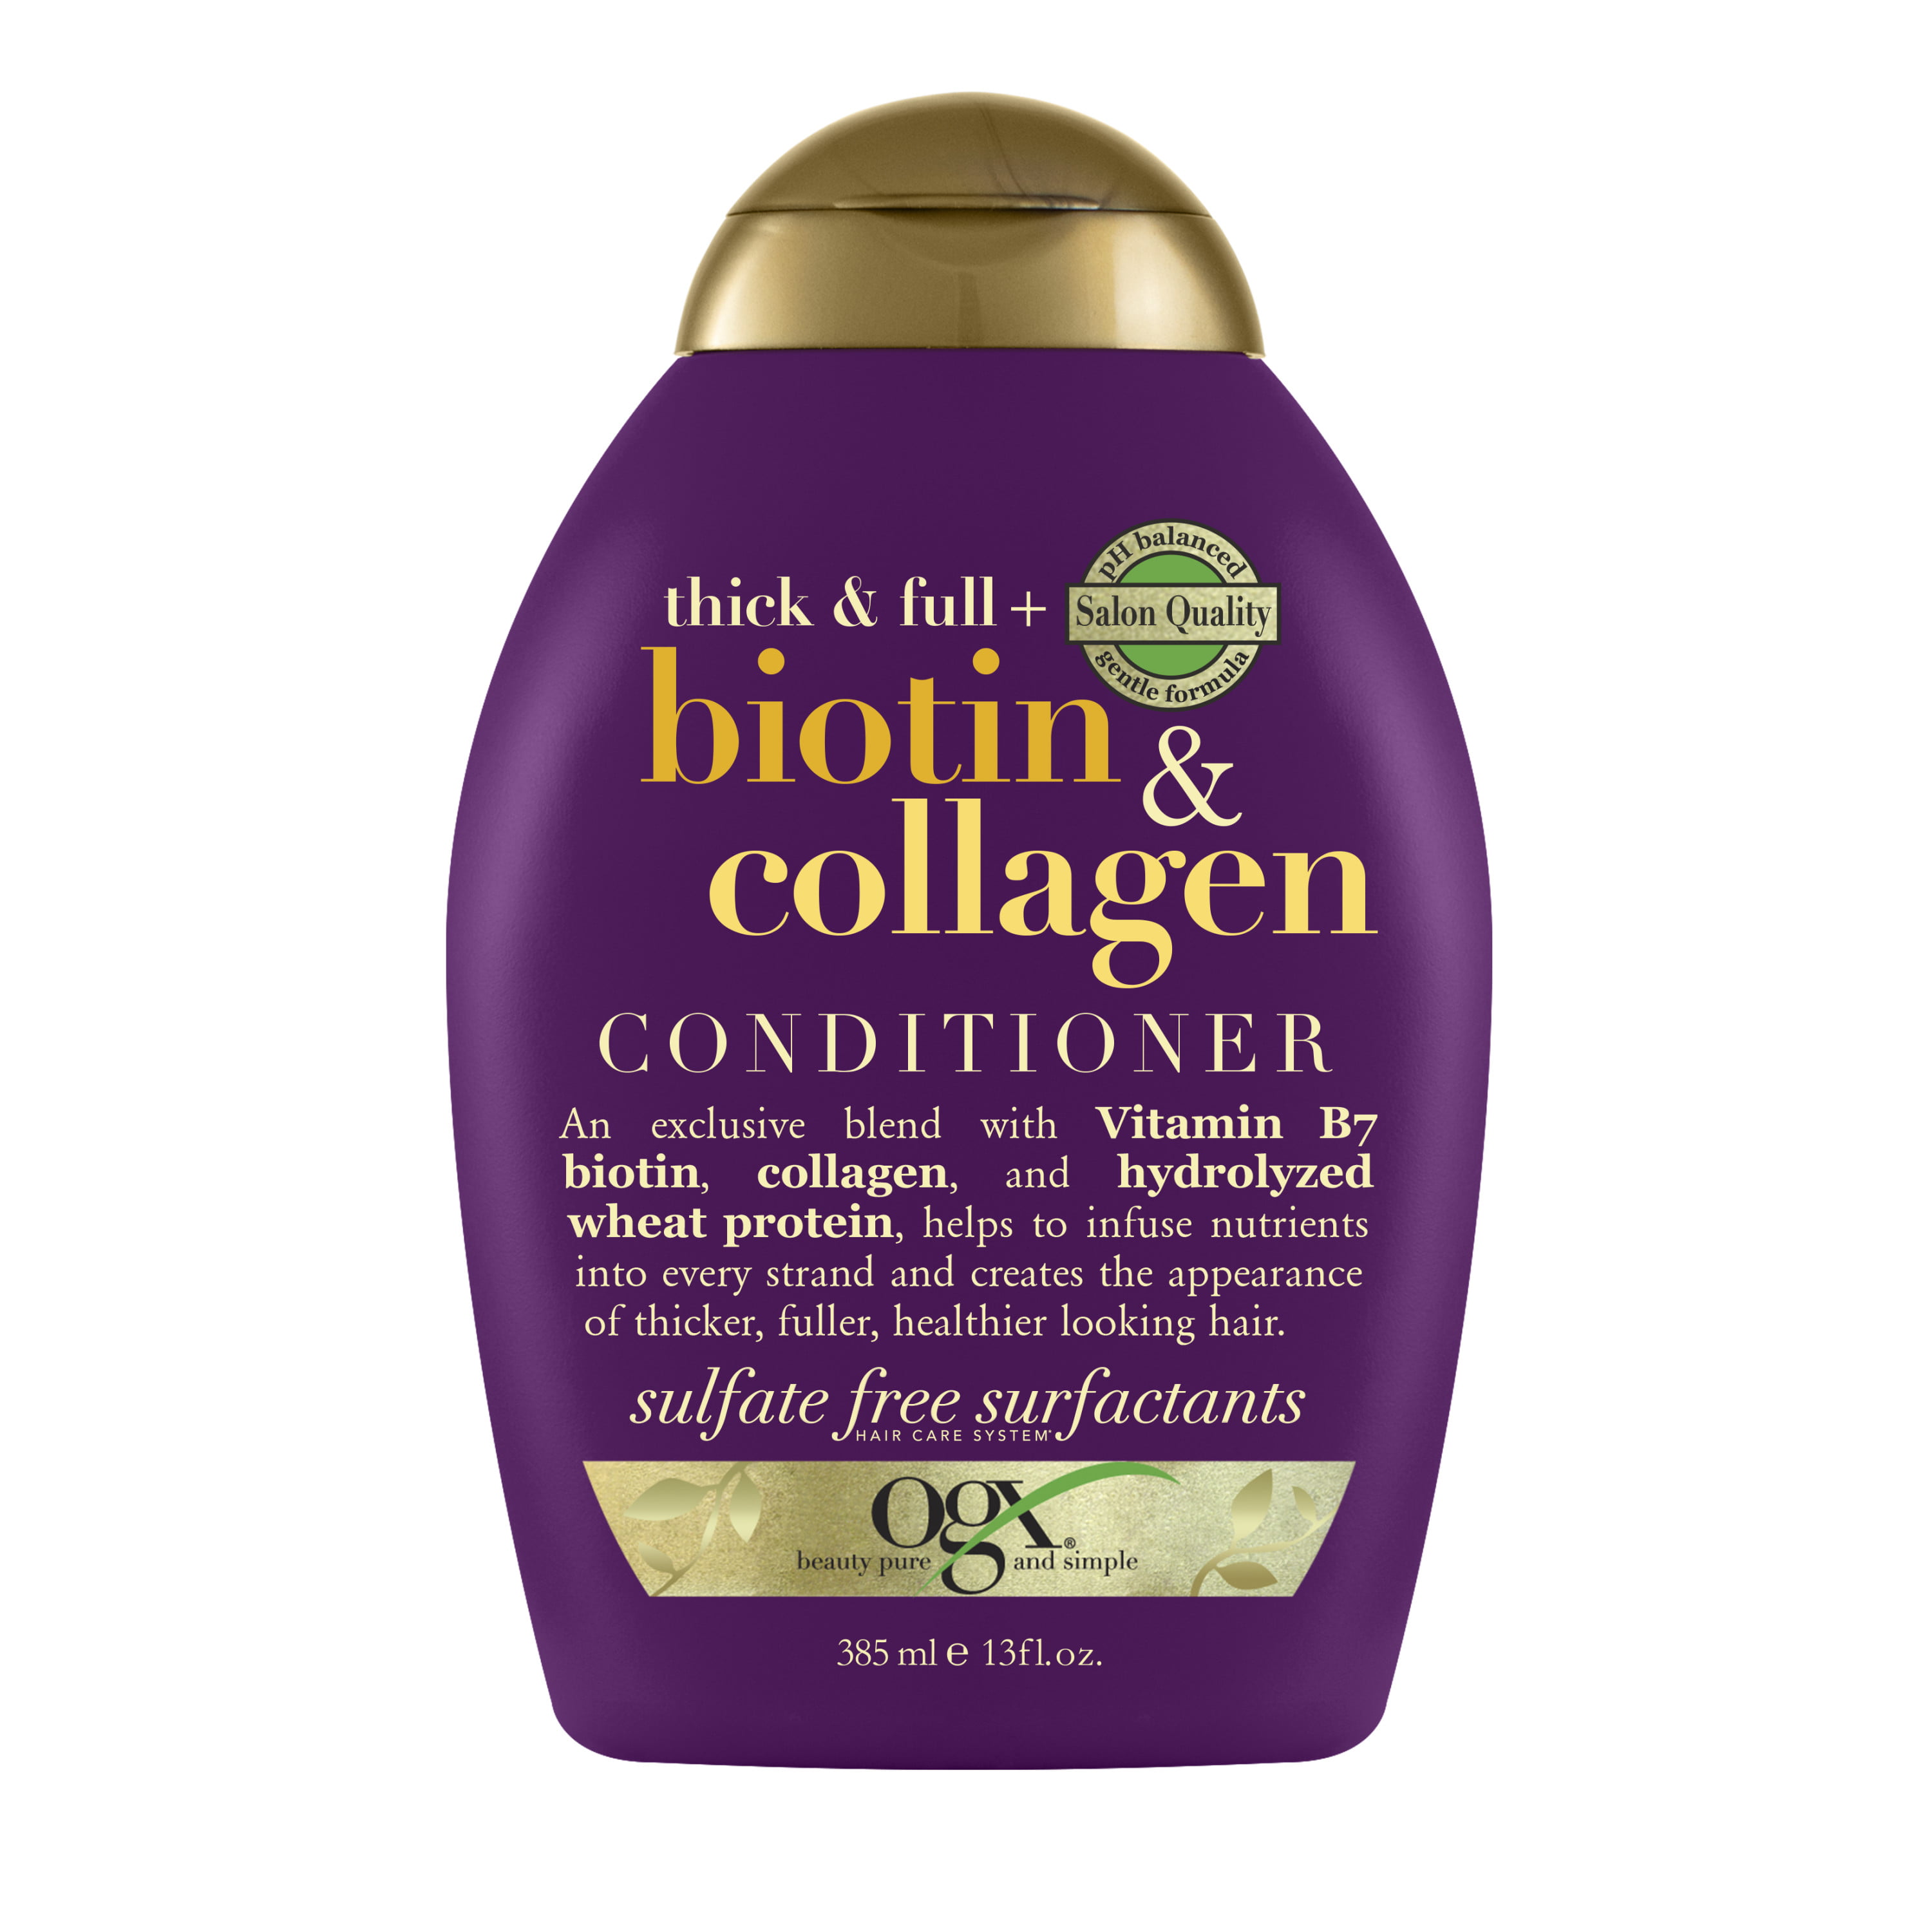 thick & full +
pH balanced
Salon Quality
gentle formula
biotin
&
collagen
CONDITIONER
An exclusive blend with Vitamin B7
biotin, collagen, and hydrolyzed
wheat protein, helps to infuse nutrients
into every strand and creates the appearance
of thicker, fuller, healthier looking hair.
sulfate free surfactants
HAIR CARE SYSTEM
ogx®
beauty pure and simple
385 ml e 13fl.oz.